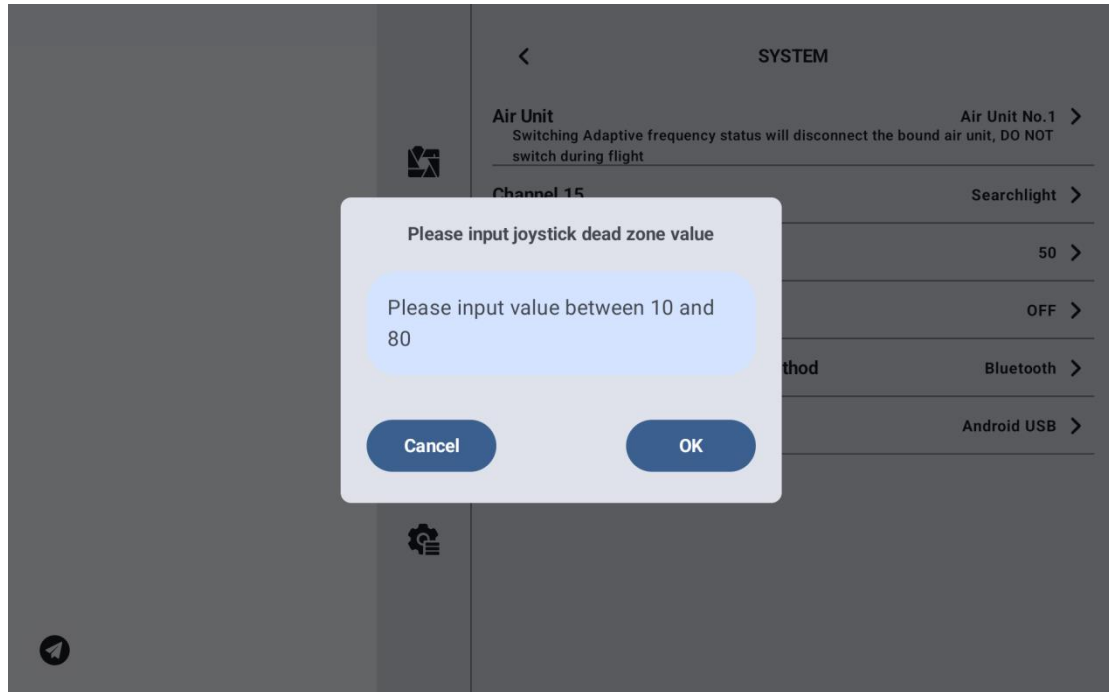 SYSTEM
Air Unit
Air Unit No.1
Switching Adaptive frequency status will disconnect the bound air unit, DO NOT
switch during flight
Channel 15
Searchlight
Please input joystick dead zone value
50
Please input value between 10 and
80
OFF
thod
Bluetooth
Android USB
Cancel
OK